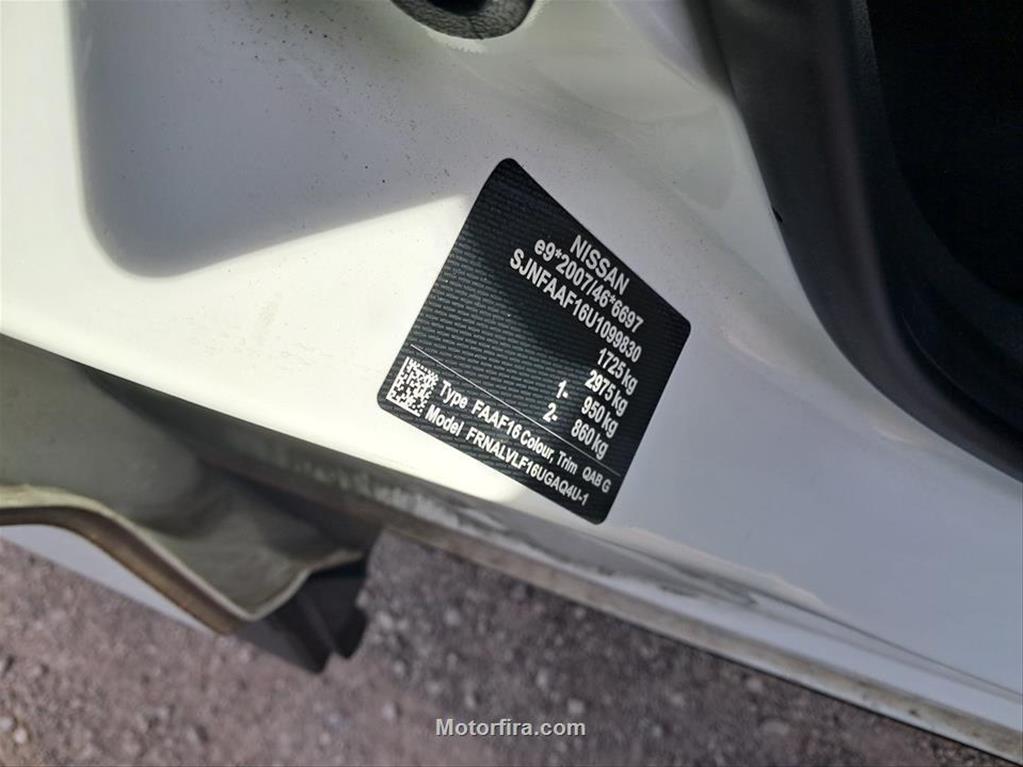 NISSAN
e9*2007/46*6697
SJNFAAF16U1099830
1725 kg
2975 kg
1- 950 kg
2- 860 kg
Type FAAF16 Colour, Trim QAB G
Model FRNALVLF16UGAQ4U-1
Motorfira.com